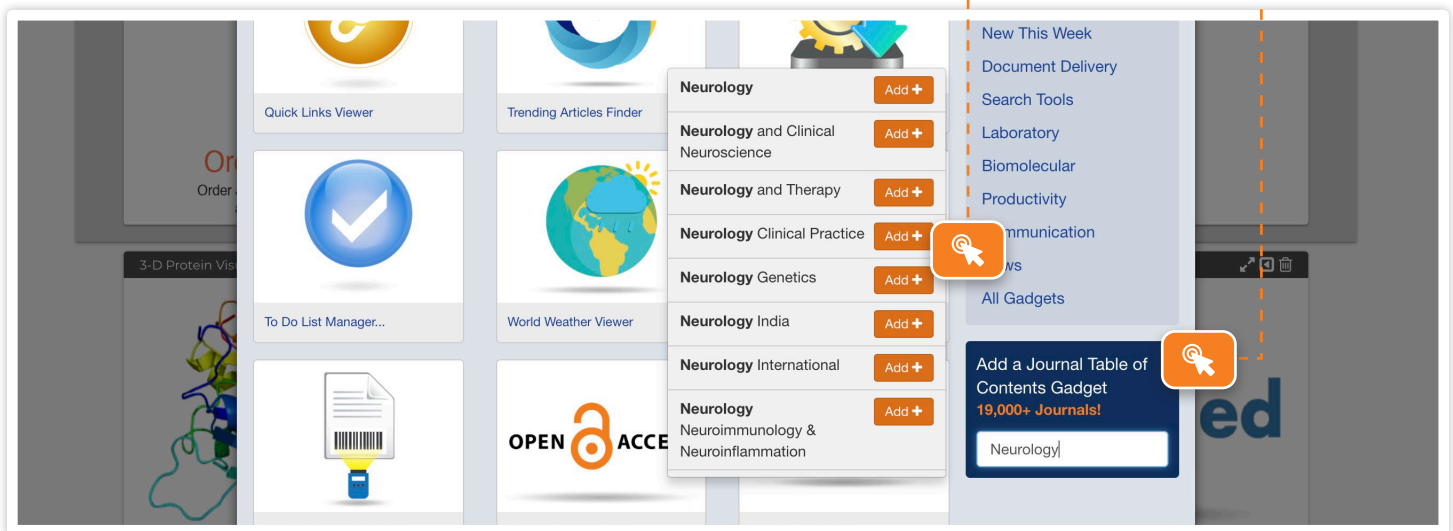 Quick Links Viewer
Trending Articles Finder
To Do List Manager...
World Weather Viewer
OPEN
Neurology
Add +
Neurology and Clinical
Neuroscience
Add +
Neurology and Therapy
Add +
Neurology Clinical Practice
Add +
Neurology Genetics
Add +
Neurology India
Add +
Neurology International
Add +
Neurology
Neuroimmunology &
Neuroinflammation
Add +
New This Week
Document Delivery
Search Tools
Laboratory
Biomolecular
Productivity
All Gadgets
Add a Journal Table of
Contents Gadget
19,000+ Journals!
Neurology
Order
3-D Protein